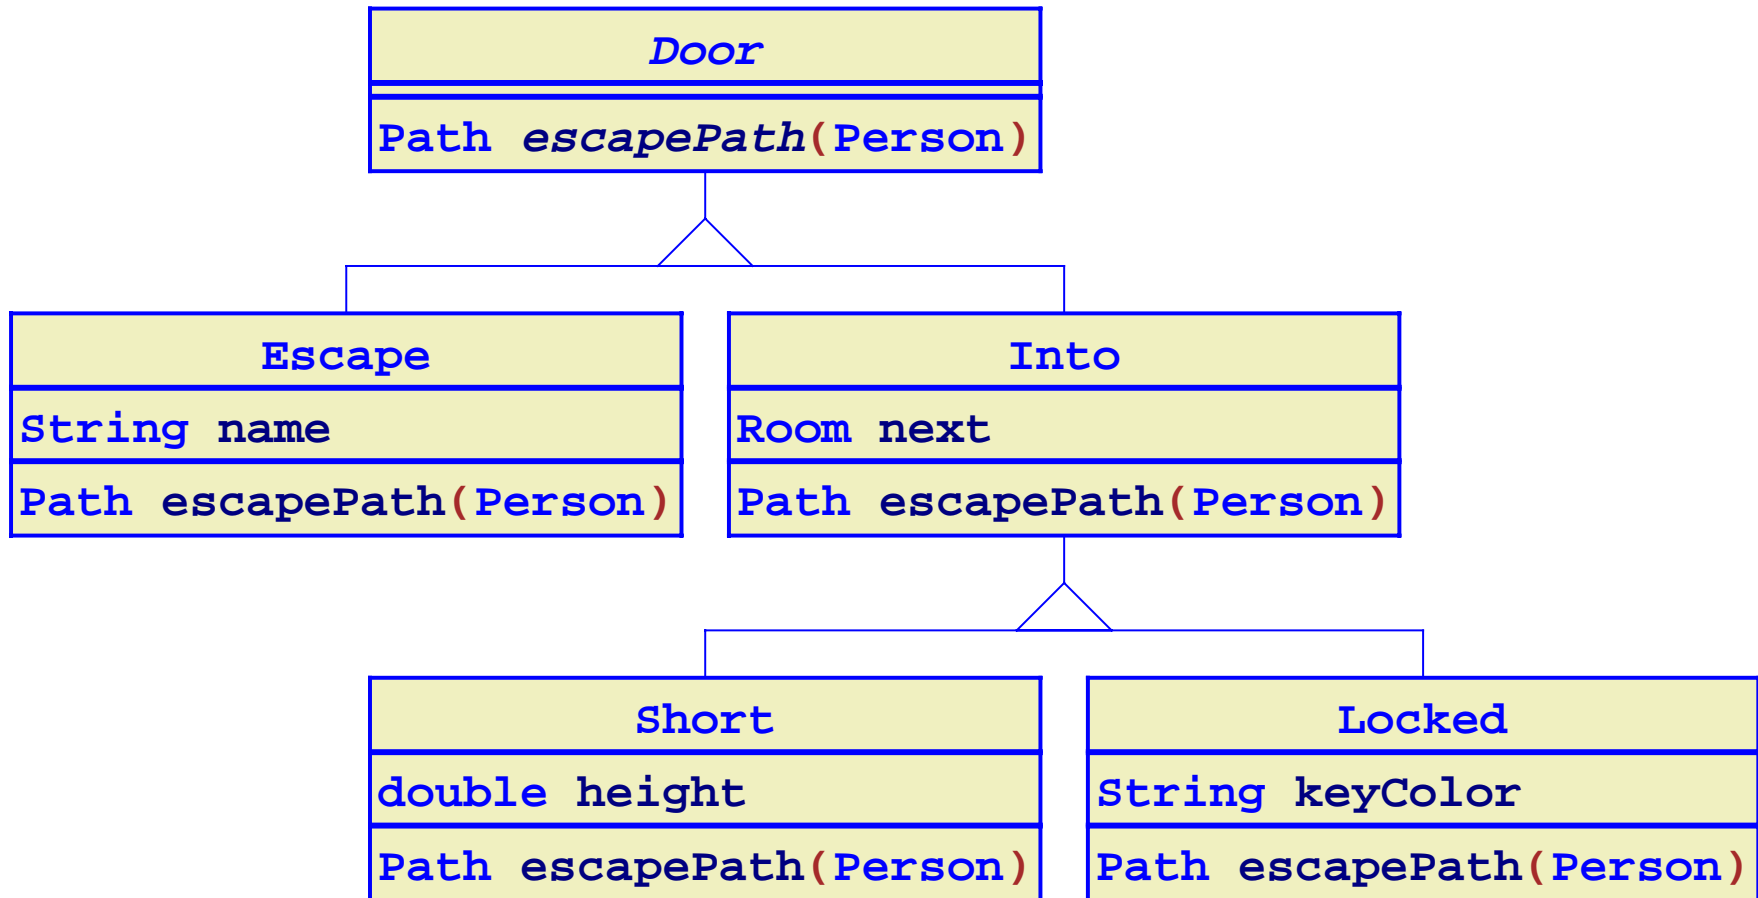 Door
Path escapePath(Person)
Escape
String name
Path escapePath(Person)
Into
Room next
Path escapePath(Person)
Short
double height
Path escapePath(Person)
Locked
String keyColor
Path escapePath(Person)